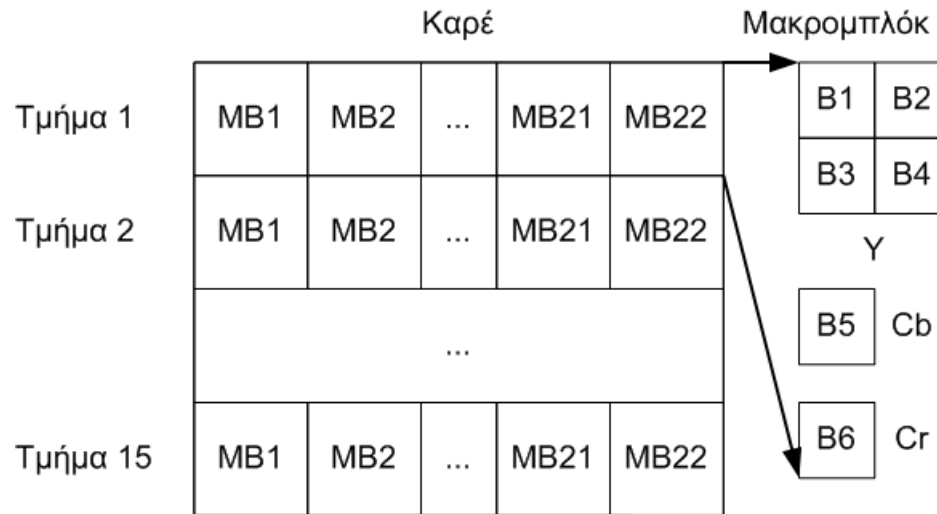 Καρέ Μακρομπλόκ
Τμήμα 1 MB1 MB2 ... MB21 MB22 B1 B2
B3 B4
Τμήμα 2 MB1 MB2 ... MB21 MB22 Y
... B5 Cb
Τμήμα 15 MB1 MB2 ... MB21 MB22 B6 Cr